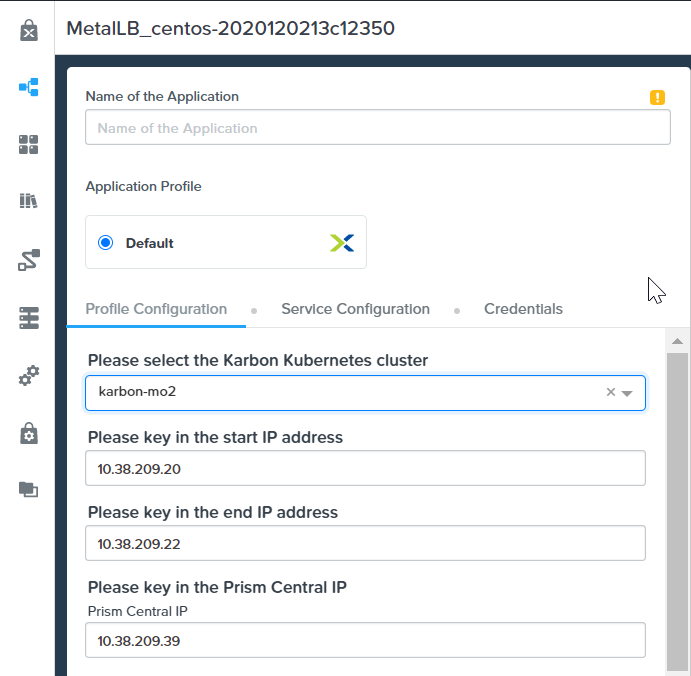 MetalLB_centos-2020120213c12350
Name of the Application
Name of the Application
Application Profile
Default
Profile Configuration
Service Configuration
Credentials
Please select the Karbon Kubernetes cluster
karbon-mo2
Please key in the start IP address
10.38.209.20
Please key in the end IP address
10.38.209.22
Please key in the Prism Central IP
Prism Central IP
10.38.209.39